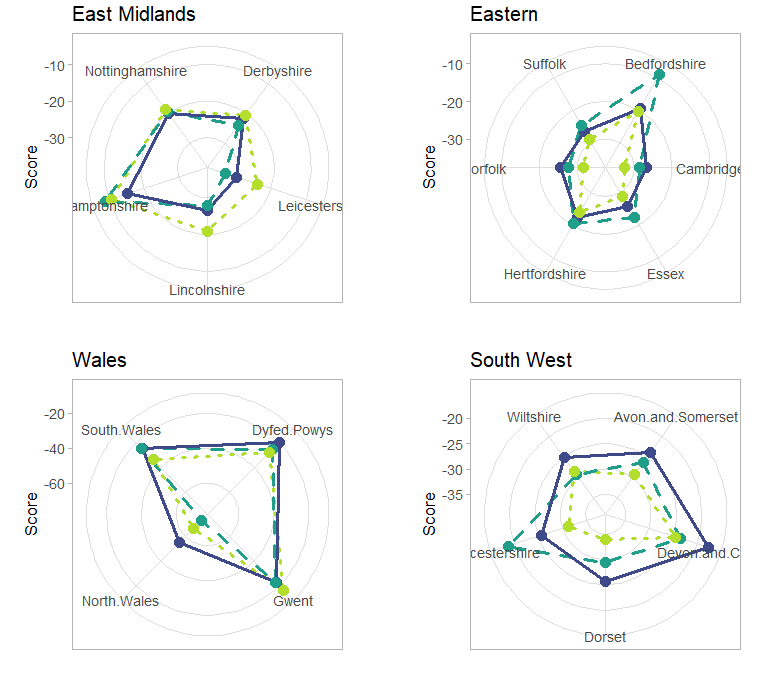 East Midlands
Nottinghamshire
Derbyshire
-10
-20
-30
Score
amptonshire
Leicesters
Lincolnshire
Eastern
Suffolk
Bedfordshire
-10
-20
-30
Score
orfolk
Cambridge
Hertfordshire
Essex
Wales
-20
South.Wales
Dyfed.Powys
-40
-60
Score
North.Wales
Gwent
South West
Wiltshire
Avon.and.Somerset
-20
-25
-30
-35
Score
cestershire
Devon.and.C
Dorset